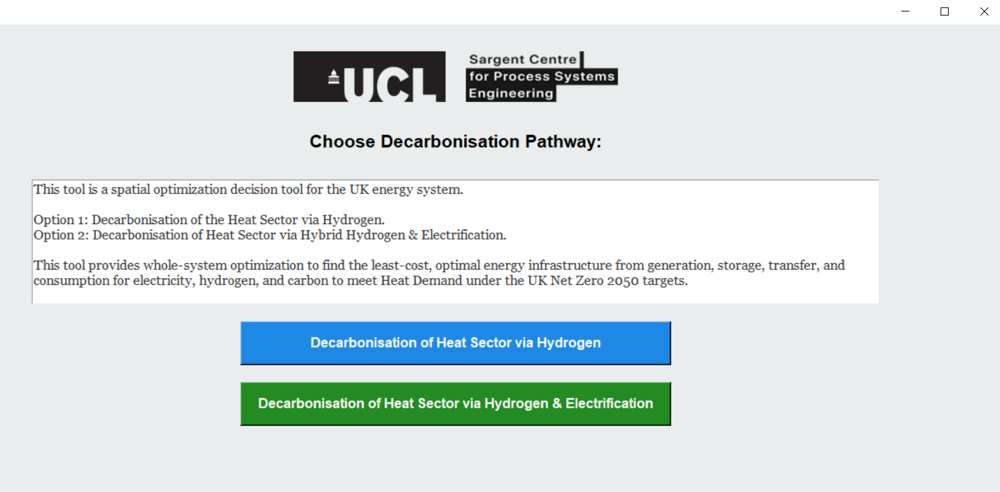 UCL
Sargent Centre
for Process Systems
Engineering
Choose Decarbonisation Pathway:
This tool is a spatial optimization decision tool for the UK energy system.
Option 1: Decarbonisation of the Heat Sector via Hydrogen.
Option 2: Decarbonisation of Heat Sector via Hybrid Hydrogen & Electrification.
This tool provides whole-system optimization to find the least-cost, optimal energy infrastructure from generation, storage, transfer, and
consumption for electricity, hydrogen, and carbon to meet Heat Demand under the UK Net Zero 2050 targets.
Decarbonisation of Heat Sector via Hydrogen
Decarbonisation of Heat Sector via Hydrogen & Electrification